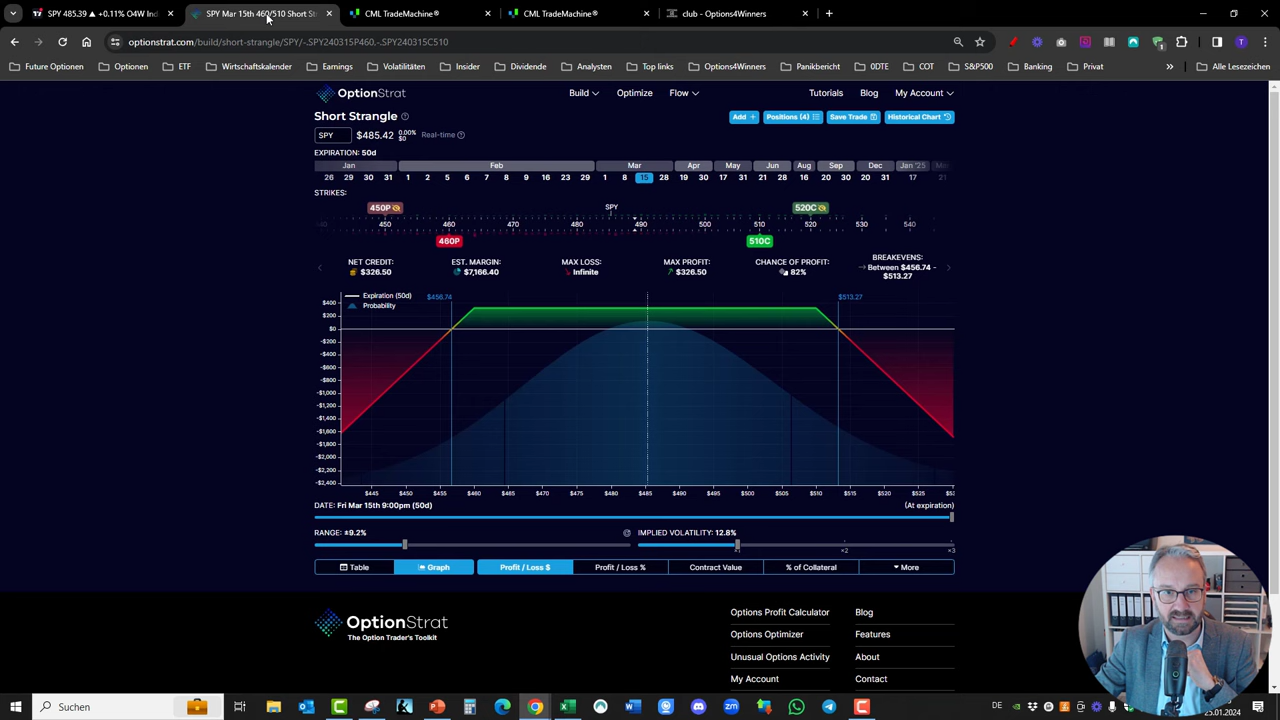 SPY 485.39 ▲ +0.11% O4W Ind
SPY Mar 15th 460/510 Short Str
CML TradeMachine®
CML TradeMachine®
club - Options4Winners
optionstrat.com/build/short-strangle/SPY/-.SPY240315P460,-.SPY240315C510
Future Optionen
Optionen
ETF
Wirtschaftskalender
Earnings
Volatilitäten
Insider
Dividende
Analysten
Top links
Options4Winners
Panikbericht
0DTE
COT
S&P500
Banking
Privat
»
Alle Lesezeichen
OptionStrat
Build
Optimize
Flow
Tutorials
Blog
My Account
Short Strangle
Add +
Positions (4)
Save Trade
Historical Chart
SPY
$485.42
0.00%
$0
Real-time
EXPIRATION: 50d
Jan Feb Mar Apr May Jun Aug Sep Dec Jan '25
26 29 30 31 1 2 5 6 7 8 9 16 23 29 1 8 15 28 19 30 17 31 21 28 16 20 30 20 31 17 21
STRIKES:
450P
SPY
520C
450 460 470 480 490 500 510 520 530 540
460P
510C
NET CREDIT:
$326.50
EST. MARGIN:
$7,166.40
MAX LOSS:
Infinite
MAX PROFIT:
$326.50
CHANCE OF PROFIT:
82%
BREAKEVENS:
Between $456.74 -
$513.27
Expiration (50d)
Probability
$456.74
$513.27
$400
$200
$0
-$200
-$400
-$600
-$800
-$1,000
-$1,200
-$1,400
-$1,600
-$1,800
-$2,000
-$2,200
-$2,400
$445 $450 $455 $460 $465 $470 $475 $480 $485 $490 $495 $500 $505 $510 $515 $520 $525
DATE: Fri Mar 15th 9:00pm (50d)
(At expiration)
RANGE: ±9.2%
IMPLIED VOLATILITY: 12.8%
x1 x2 x3
Table
Graph
Profit / Loss $
Profit / Loss %
Contract Value
% of Collateral
More
OptionStrat
The Option Trader's Toolkit
Options Profit Calculator
Options Optimizer
Unusual Options Activity
My Account
Blog
Features
About
Contact
Suchen
DE
25.01.2024